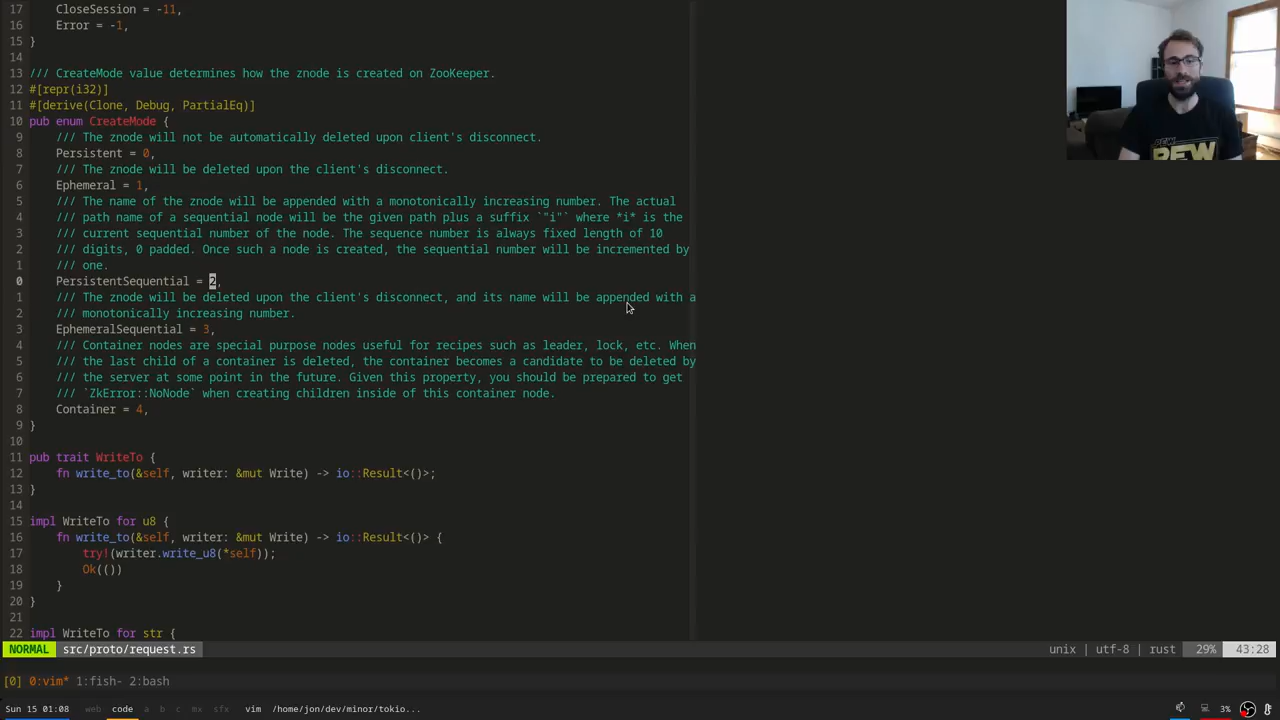 17 CloseSession = -11,
16 Error = -1,
15 }
14
13 /// CreateMode value determines how the znode is created on ZooKeeper.
12 #[repr(i32)]
11 #[derive(Clone, Debug, PartialEq)]
10 pub enum CreateMode {
9 /// The znode will not be automatically deleted upon client's disconnect.
8 Persistent = 0,
7 /// The znode will be deleted upon the client's disconnect.
6 Ephemeral = 1,
5 /// The name of the znode will be appended with a monotonically increasing number. The actual
4 /// path name of a sequential node will be the given path plus a suffix `"i"` where *i* is the
3 /// current sequential number of the node. The sequence number is always fixed length of 10
2 /// digits, 0 padded. Once such a node is created, the sequential number will be incremented by
1 /// one.
0 PersistentSequential = 2,
1 /// The znode will be deleted upon the client's disconnect, and its name will be appended with a
2 /// monotonically increasing number.
3 EphemeralSequential = 3,
4 /// Container nodes are special purpose nodes useful for recipes such as leader, lock, etc. When
5 /// the last child of a container is deleted, the container becomes a candidate to be deleted by
6 /// the server at some point in the future. Given this property, you should be prepared to get
7 /// `ZkError::NoNode` when creating children inside of this container node.
8 Container = 4,
9 }
10
11 pub trait WriteTo {
12 fn write_to(&self, writer: &mut Write) -> io::Result<()>;
13 }
14
15 impl WriteTo for u8 {
16 fn write_to(&self, writer: &mut Write) -> io::Result<()> {
17 try!(writer.write_u8(*self));
18 Ok(())
19 }
20 }
21
22 impl WriteTo for str {
NORMAL src/proto/request.rs unix | utf-8 | rust 29% 43:28
[0] 0:vim* 1:fish- 2:bash
Sun 15 01:08 web code a b c mx sfx vim /home/jon/dev/minor/tokio... 3%
PEW
PEW